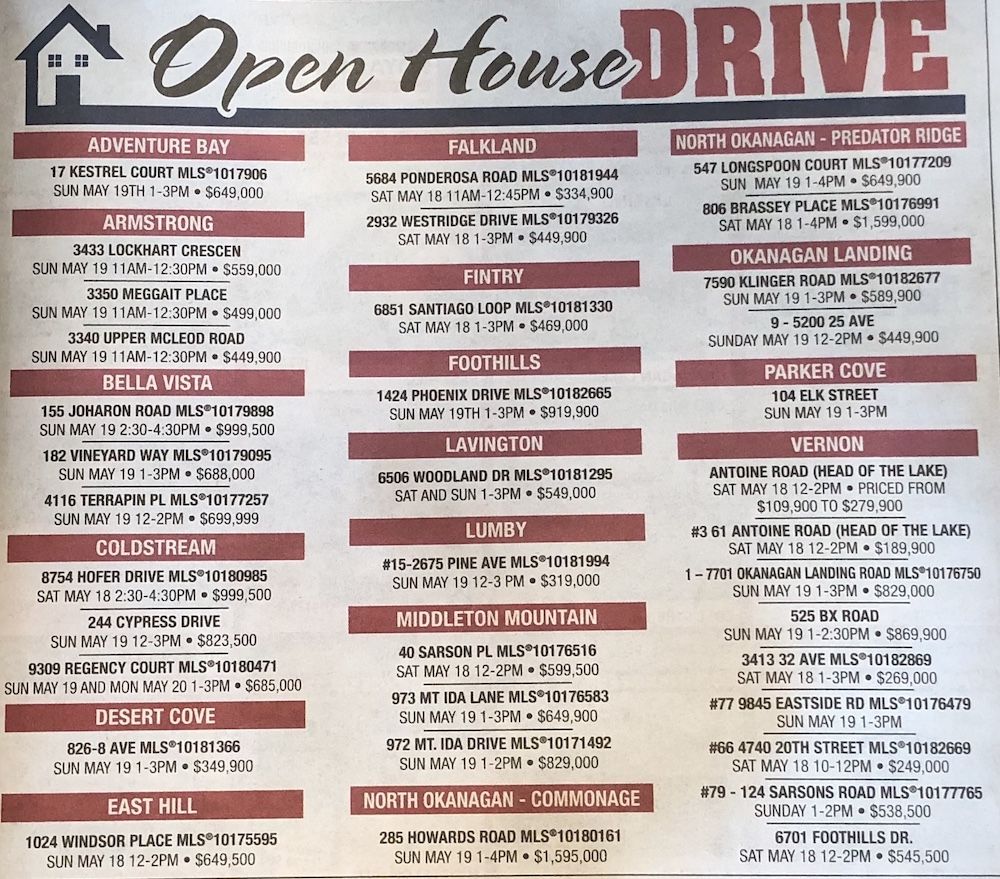 Open House DRIVE
ADVENTURE BAY
17 KESTREL COURT MLS®1017906
SUN MAY 19TH 1-3PM • $649,000
ARMSTRONG
3433 LOCKHART CRESCEN
SUN MAY 19 11AM-12:30PM • $559,000
3350 MEGGAIT PLACE
SUN MAY 19 11AM-12:30PM • $499,000
3340 UPPER MCLEOD ROAD
SUN MAY 19 11AM-12:30PM • $449,900
BELLA VISTA
155 JOHARON ROAD MLS®10179898
SUN MAY 19 2:30-4:30PM • $999,500
182 VINEYARD WAY MLS®10179095
SUN MAY 19 1-3PM • $688,000
4116 TERRAPIN PL MLS®10177257
SUN MAY 19 12-2PM • $699,999
COLDSTREAM
8754 HOFER DRIVE MLS®10180985
SAT MAY 18 2:30-4:30PM • $999,500
244 CYPRESS DRIVE
SUN MAY 19 12-3PM • $823,500
9309 REGENCY COURT MLS®10180471
SUN MAY 19 AND MON MAY 20 1-3PM • $685,000
DESERT COVE
826-8 AVE MLS®10181366
SUN MAY 19 1-3PM • $349,900
EAST HILL
1024 WINDSOR PLACE MLS®10175595
SUN MAY 18 12-2PM • $649,500
FALKLAND
5684 PONDEROSA ROAD MLS®10181944
SAT MAY 18 11AM-12:45PM • $334,900
2932 WESTRIDGE DRIVE MLS®10179326
SAT MAY 18 1-3PM • $449,900
FINTRY
6851 SANTIAGO LOOP MLS®10181330
SAT MAY 18 1-3PM • $469,000
FOOTHILLS
1424 PHOENIX DRIVE MLS®10182665
SUN MAY 19TH 1-3PM • $919,900
LAVINGTON
6506 WOODLAND DR MLS®10181295
SAT AND SUN 1-3PM • $549,000
LUMBY
#15-2675 PINE AVE MLS®10181994
SUN MAY 19 12-3 PM • $319,000
MIDDLETON MOUNTAIN
40 SARSON PL MLS®10176516
SAT MAY 18 12-2PM • $599,500
973 MT IDA LANE MLS®10176583
SUN MAY 19 1-3PM • $649,900
972 MT. IDA DRIVE MLS®10171492
SUN MAY 19 1-2PM • $829,000
NORTH OKANAGAN - COMMONAGE
285 HOWARDS ROAD MLS®10180161
SUN MAY 19 1-4PM • $1,595,000
NORTH OKANAGAN - PREDATOR RIDGE
547 LONGSPOON COURT MLS®10177209
SUN MAY 19 1-4PM • $649,900
806 BRASSEY PLACE MLS®10176991
SAT MAY 18 1-4PM • $1,599,000
OKANAGAN LANDING
7590 KLINGER ROAD MLS®10182677
SUN MAY 19 1-3PM • $589,900
9 - 5200 25 AVE
SUNDAY MAY 19 12-2PM • $449,900
PARKER COVE
104 ELK STREET
SUN MAY 19 1-3PM
VERNON
ANTOINE ROAD (HEAD OF THE LAKE)
SAT MAY 18 12-2PM • PRICED FROM
$109,900 TO $279,900
#3 61 ANTOINE ROAD (HEAD OF THE LAKE)
SAT MAY 18 12-2PM • $189,900
1 – 7701 OKANAGAN LANDING ROAD MLS®10176750
SUN MAY 19 1-3PM • $829,000
525 BX ROAD
SUN MAY 19 1-2:30PM • $869,900
3413 32 AVE MLS®10182869
SAT MAY 18 1-3PM • $269,000
#77 9845 EASTSIDE RD MLS®10176479
SUN MAY 19 1-3PM
#66 4740 20TH STREET MLS®10182669
SAT MAY 18 10-12PM • $249,000
#79 - 124 SARSONS ROAD MLS®10177765
SUNDAY 1-2PM • $538,500
6701 FOOTHILLS DR.
SAT MAY 18 12-2PM • $545,500